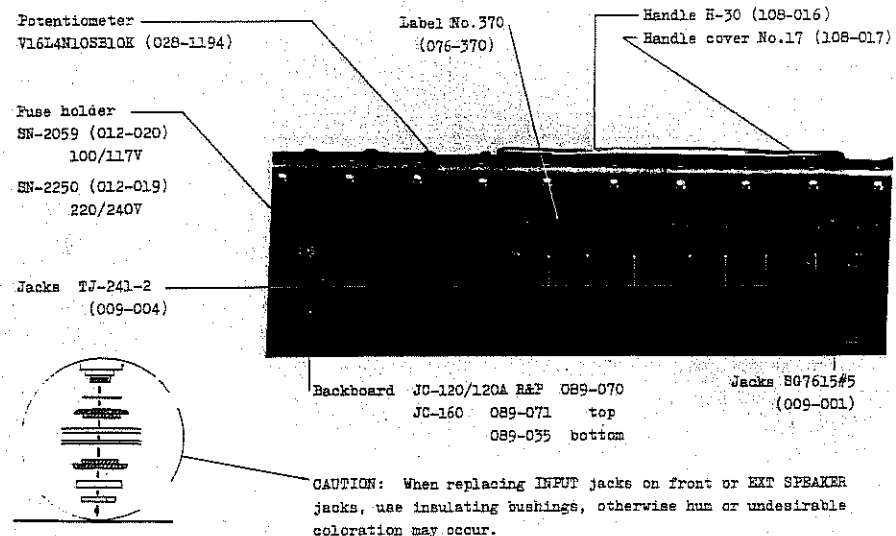 Potentiometer
V16L4N10SB10K (028-1194)
Label No.370
(076-370)
Handle H-30 (108-016)
Handle cover No.17 (108-017)
Fuse holder
SN-2059 (012-020)
100/117V
SN-2250 (012-019)
220/240V
Jacks TJ-241-2
(009-004)
Backboard JC-120/120A R&P 089-070
JC-160 089-071 top
089-035 bottom
Jacks SG7615#5
(009-001)
CAUTION: When replacing INPUT jacks on front or EXT SPEAKER
jacks, use insulating bushings, otherwise hum or undesirable
coloration may occur.